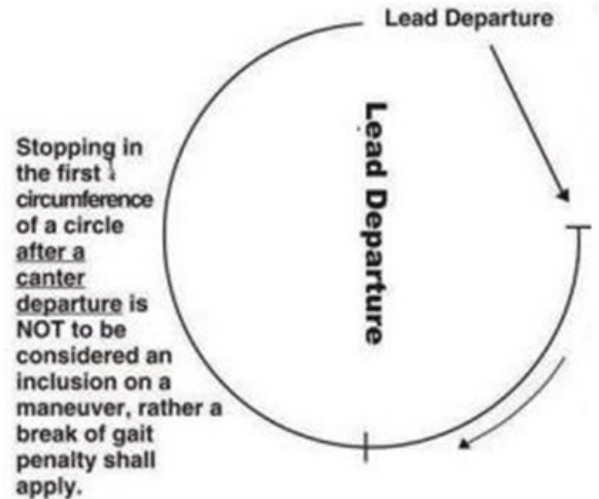 Lead Departure
Lead Departure
Stopping in
the first
circumference
of a circle
after a
canter
departure is
NOT to be
considered an
inclusion on a
maneuver, rather a
break of gait
penalty shall
apply.